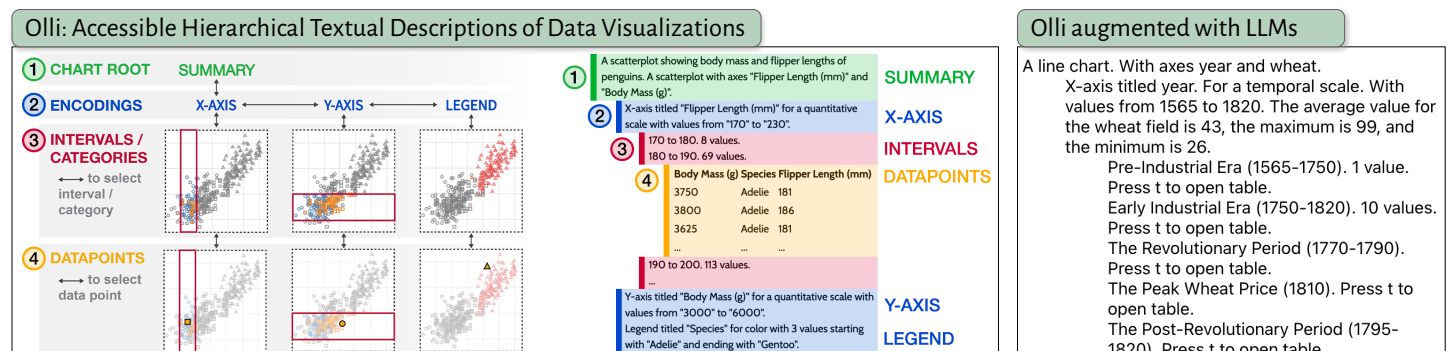 Olli: Accessible Hierarchical Textual Descriptions of Data Visualizations
1 CHART ROOT
SUMMARY
2 ENCODINGS
X-AXIS
Y-AXIS
LEGEND
3 INTERVALS /
CATEGORIES
to select
interval /
category
4 DATAPOINTS
to select
data point
1
A scatterplot showing body mass and flipper lengths of
penguins. A scatterplot with axes "Flipper Length (mm)" and
"Body Mass (g)".
SUMMARY
2
X-axis titled "Flipper Length (mm)" for a quantitative
scale with values from "170" to "230".
X-AXIS
3
170 to 180. 8 values.
180 to 190. 69 values.
INTERVALS
4
Body Mass (g) Species Flipper Length (mm)
3750 Adelie 181
3800 Adelie 186
3625 Adelie 181
... ... ...
DATAPOINTS
190 to 200. 113 values.
...
Y-axis titled "Body Mass (g)" for a quantitative scale with
values from "3000" to "6000".
Y-AXIS
Legend titled "Species" for color with 3 values starting
with "Adelie" and ending with "Gentoo".
LEGEND
Olli augmented with LLMs
A line chart. With axes year and wheat.
X-axis titled year. For a temporal scale. With
values from 1565 to 1820. The average value for
the wheat field is 43, the maximum is 99, and
the minimum is 26.
Pre-Industrial Era (1565-1750). 1 value.
Press t to open table.
Early Industrial Era (1750-1820). 10 values.
Press t to open table.
The Revolutionary Period (1770-1790).
Press t to open table.
The Peak Wheat Price (1810). Press t to
open table.
The Post-Revolutionary Period (1795-
1820). Press t to open table.